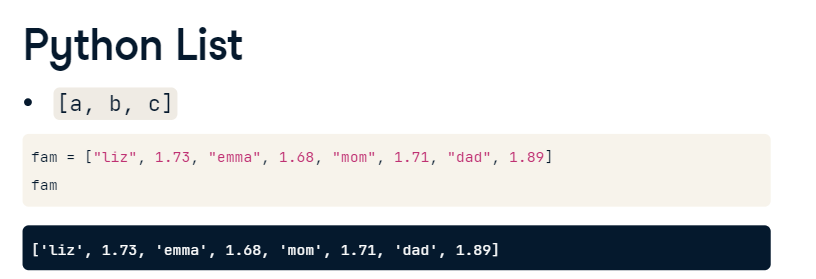 Python List
• [a, b, c]
fam = ["liz", 1.73, "emma", 1.68, "mom", 1.71, "dad", 1.89]
fam
['liz', 1.73, 'emma', 1.68, 'mom', 1.71, 'dad', 1.89]